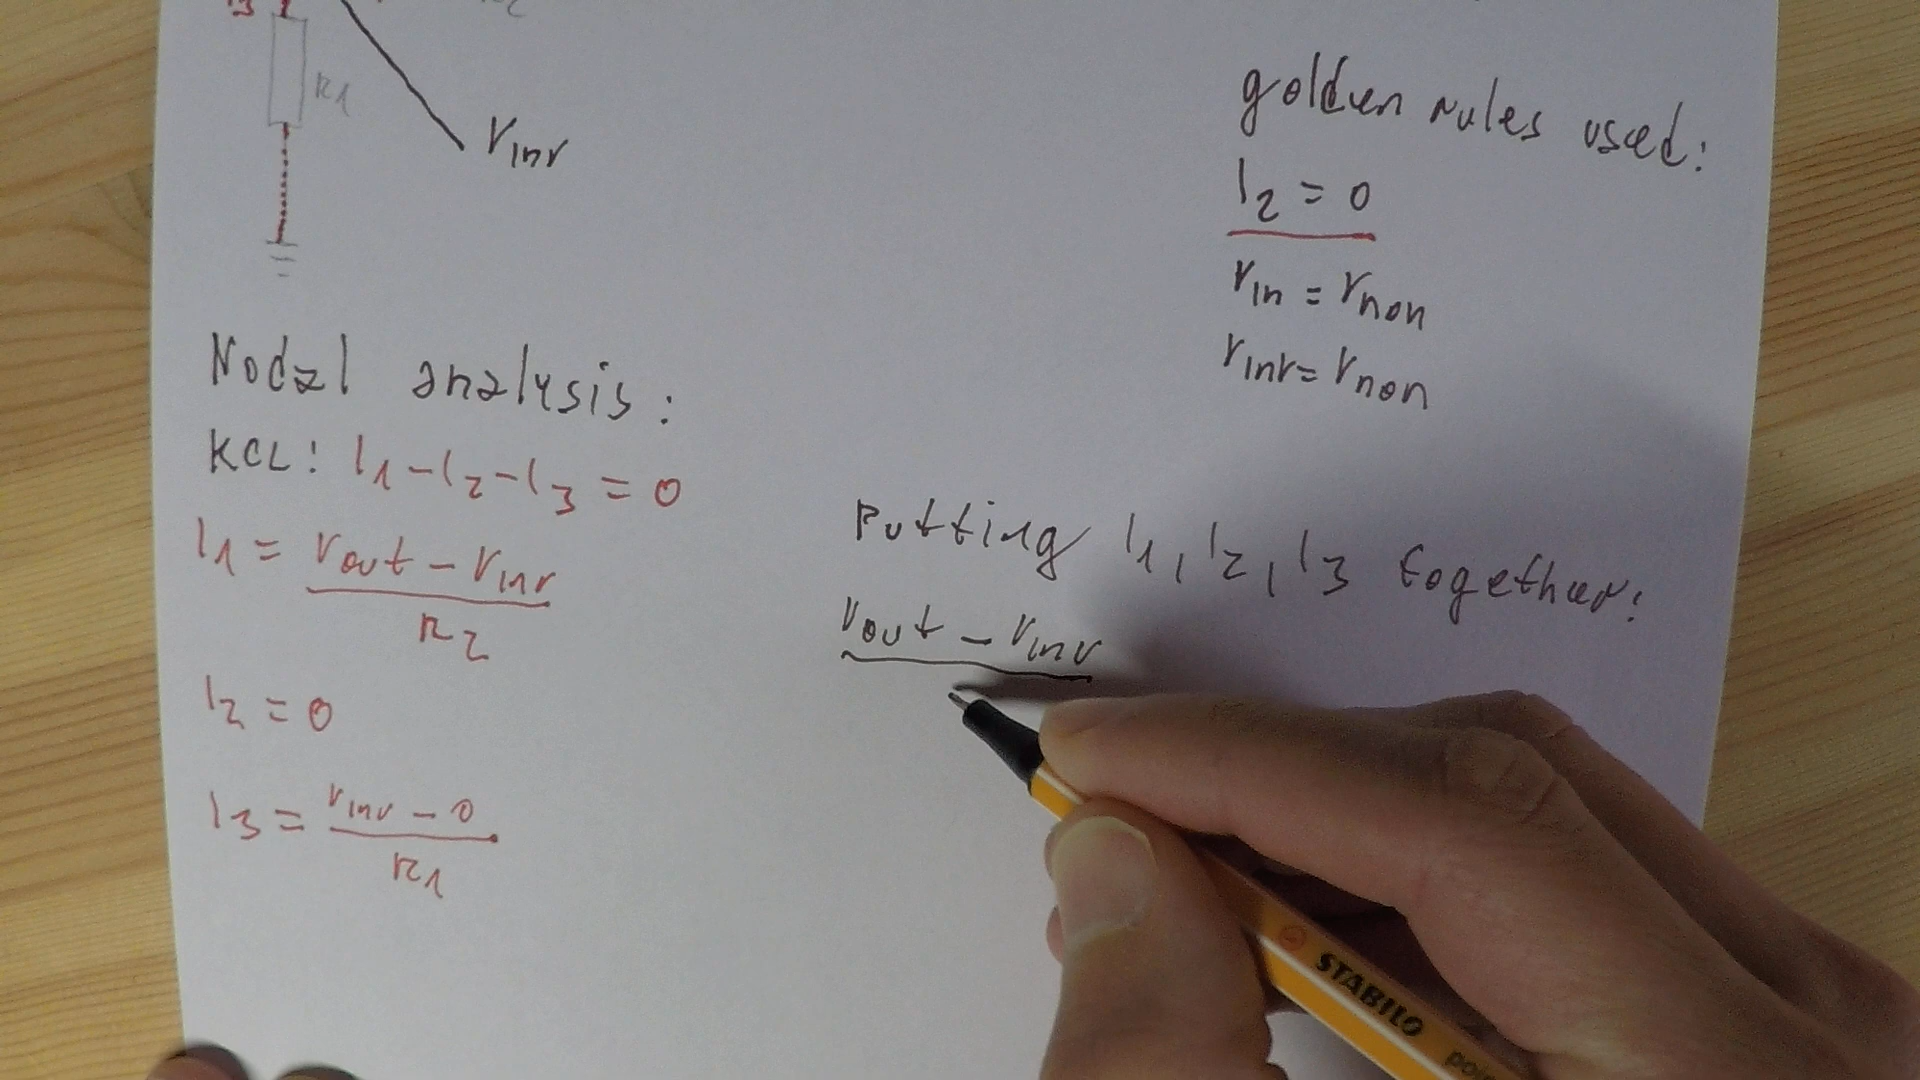 R1
Vinv
golden rules used:
I2 = 0
Vin = Vnon
Vinv = Vnon
Nodal analysis:
KCL: I1 - I2 - I3 = 0
I1 = Vout - Vinv
R2
I2 = 0
I3 = Vinv - 0
R1
Putting I1, I2, I3 together:
Vout - Vinv
STABILO